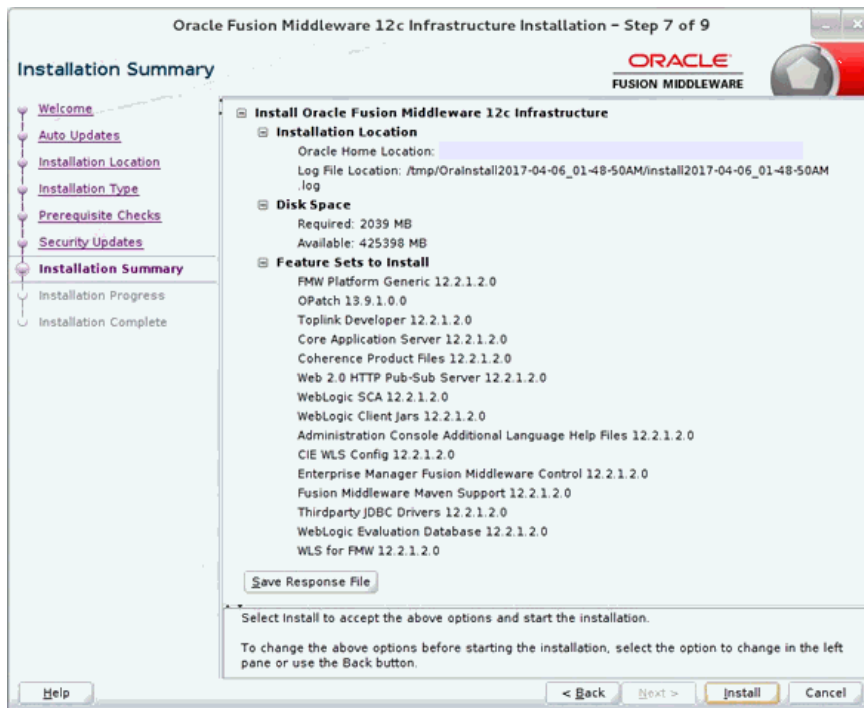 Oracle Fusion Middleware 12c Infrastructure Installation - Step 7 of 9
Installation Summary
ORACLE
FUSION MIDDLEWARE
Welcome
Auto Updates
Installation Location
Installation Type
Prerequisite Checks
Security Updates
Installation Summary
Installation Progress
Installation Complete
Install Oracle Fusion Middleware 12c Infrastructure
Installation Location
Oracle Home Location:
Log File Location: /tmp/OraInstall2017-04-06_01-48-50AM/install2017-04-06_01-48-50AM
.log
Disk Space
Required: 2039 MB
Available: 425398 MB
Feature Sets to Install
FMW Platform Generic 12.2.1.2.0
OPatch 13.9.1.0.0
Toplink Developer 12.2.1.2.0
Core Application Server 12.2.1.2.0
Coherence Product Files 12.2.1.2.0
Web 2.0 HTTP Pub-Sub Server 12.2.1.2.0
WebLogic SCA 12.2.1.2.0
WebLogic Client Jars 12.2.1.2.0
Administration Console Additional Language Help Files 12.2.1.2.0
CIE WLS Config 12.2.1.2.0
Enterprise Manager Fusion Middleware Control 12.2.1.2.0
Fusion Middleware Maven Support 12.2.1.2.0
Thirdparty JDBC Drivers 12.2.1.2.0
WebLogic Evaluation Database 12.2.1.2.0
WLS for FMW 12.2.1.2.0
Save Response File
Select Install to accept the above options and start the installation.
To change the above options before starting the installation, select the option to change in the left
pane or use the Back button.
Help
< Back
Next >
Install
Cancel